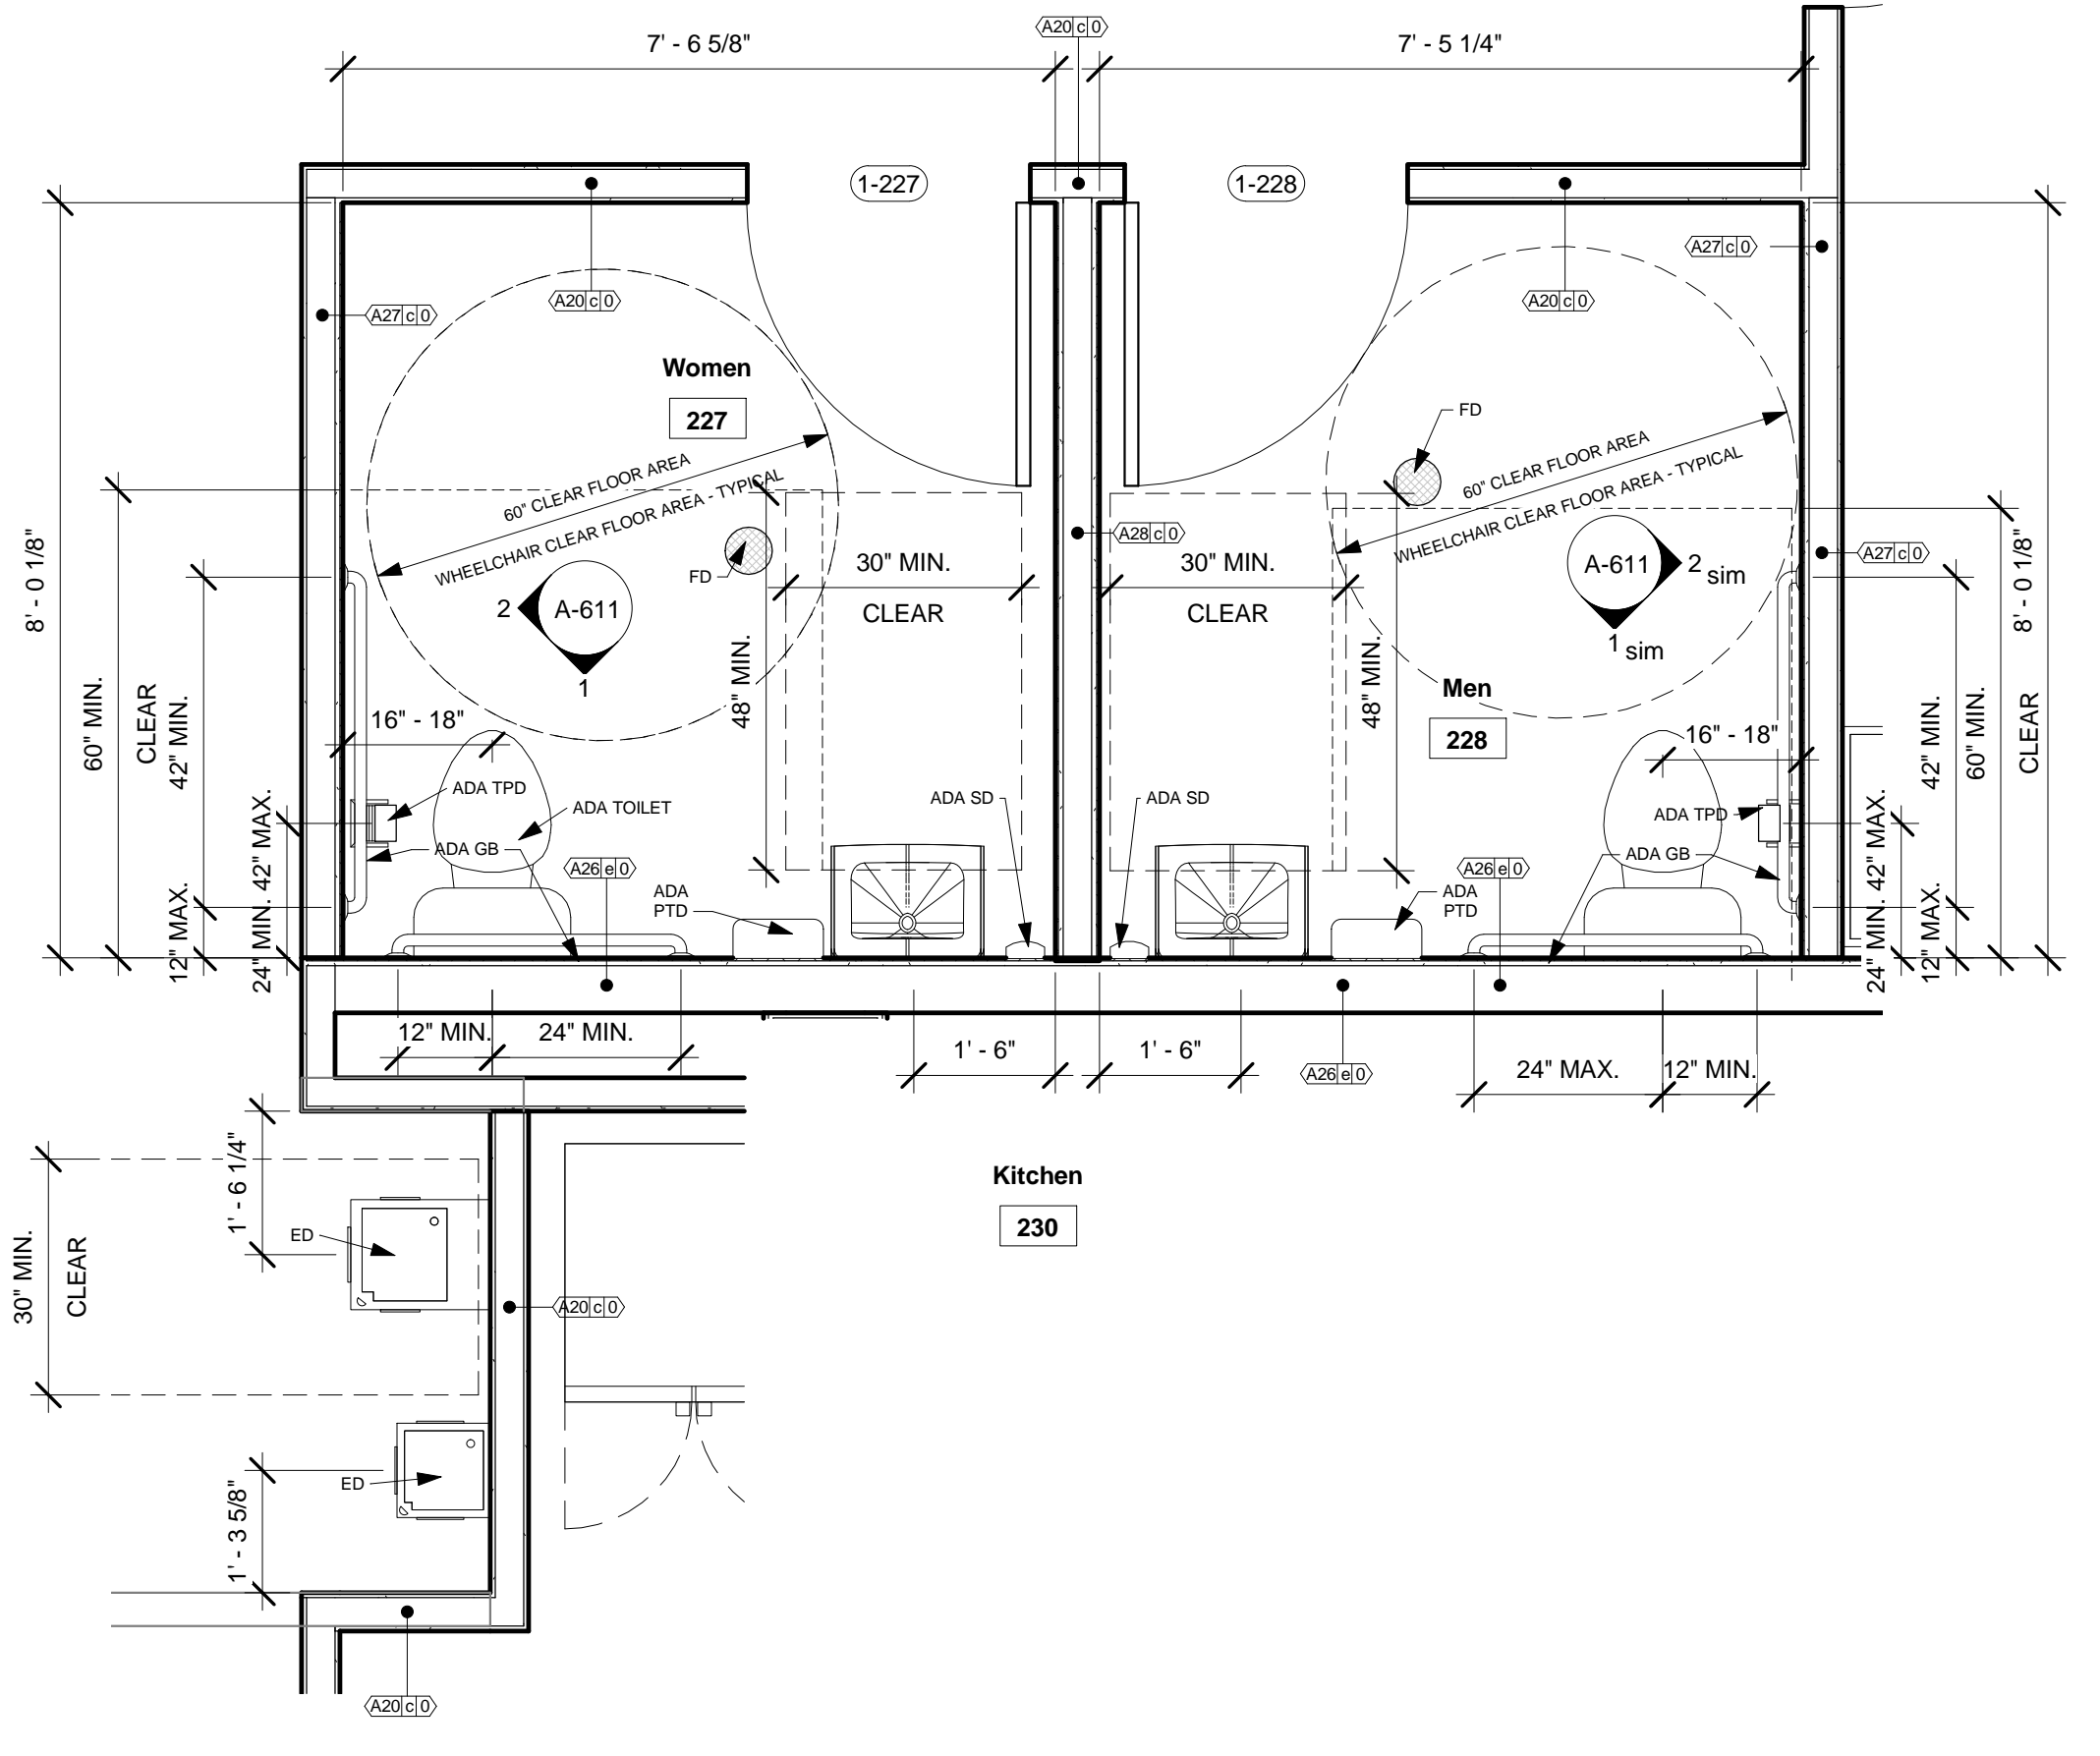 7' - 6 5/8"
A20 c 0
7' - 5 1/4"
1-227
1-228
A27 c 0
A20 c 0
A20 c 0
A27 c 0
Women
227
FD
60" CLEAR FLOOR AREA
WHEELCHAIR CLEAR FLOOR AREA - TYPICAL
60" CLEAR FLOOR AREA
WHEELCHAIR CLEAR FLOOR AREA - TYPICAL
8' - 0 1/8"
8' - 0 1/8"
A28 c 0
A27 c 0
30" MIN.
CLEAR
30" MIN.
CLEAR
FD
2
A-611
1
A-611
2 sim
1 sim
60" MIN.
CLEAR
42" MIN.
12" MAX.
24" MIN. 42" MAX.
48" MIN.
48" MIN.
Men
228
16" - 18"
16" - 18"
24" MIN. 42" MAX.
42" MIN.
12" MAX.
60" MIN.
CLEAR
ADA TPD
ADA TOILET
ADA SD
ADA SD
ADA TPD
ADA GB
ADA GB
A26 e 0
A26 e 0
ADA
PTD
ADA
PTD
12" MIN.
24" MIN.
1' - 6"
1' - 6"
A26 e 0
24" MAX.
12" MIN.
1' - 6 1/4"
30" MIN.
CLEAR
Kitchen
230
ED
A20 c 0
ED
1' - 3 5/8"
A20 c 0